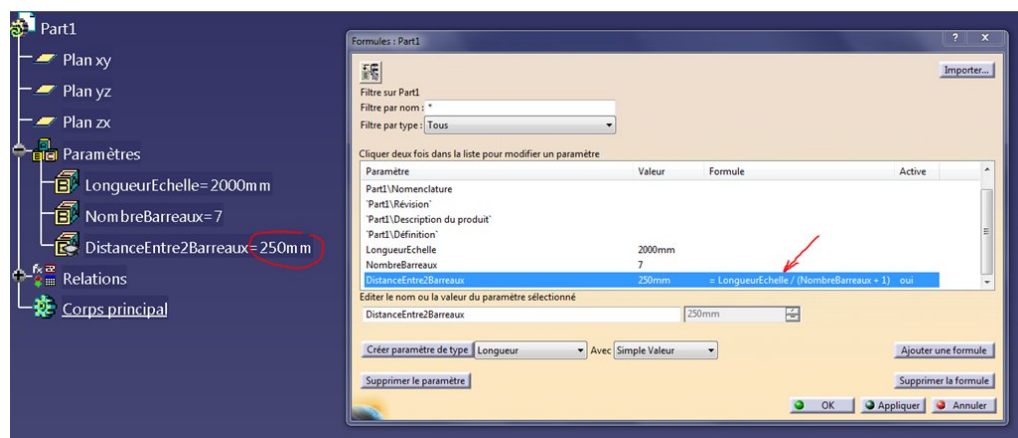 Part1
Plan xy
Plan yz
Plan zx
Paramètres
LongueurEchelle=2000mm
NombreBarreaux=7
DistanceEntre2Barreaux=250mm
Relations
Corps principal
Formules : Part1
? X
Importer...
Filtre sur Part1
Filtre par nom : *
Filtre par type : Tous
Cliquer deux fois dans la liste pour modifier un paramètre
Paramètre Valeur Formule Active
Part1\Nomenclature
`Part1\Révision`
`Part1\Description du produit`
`Part1\Définition`
LongueurEchelle 2000mm
NombreBarreaux 7
DistanceEntre2Barreaux 250mm = LongueurEchelle / (NombreBarreaux + 1) oui
Editer le nom ou la valeur du paramètre sélectionné
DistanceEntre2Barreaux 250mm
Créer paramètre de type Longueur Avec Simple Valeur Ajouter une formule
Supprimer le paramètre Supprimer la formule
OK Appliquer Annuler